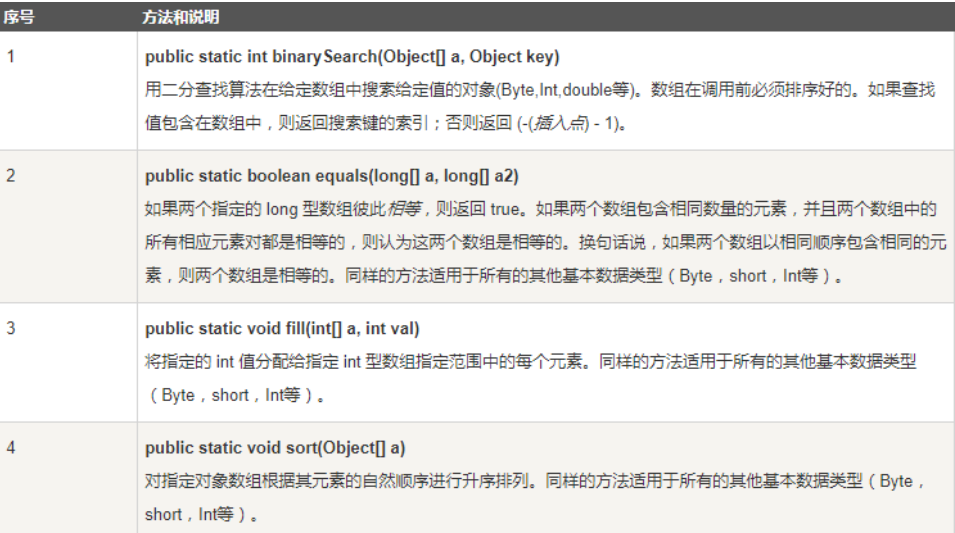 序号 方法和说明
1 public static int binarySearch(Object[] a, Object key)
用二分查找算法在给定数组中搜索给定值的对象(Byte,Int,double等)。数组在调用前必须排序好的。如果查找
值包含在数组中，则返回搜索键的索引；否则返回 (-(插入点) - 1)。
2 public static boolean equals(long[] a, long[] a2)
如果两个指定的 long 型数组彼此相等，则返回 true。如果两个数组包含相同数量的元素，并且两个数组中的
所有相应元素对都是相等的，则认为这两个数组是相等的。换句话说，如果两个数组以相同顺序包含相同的元
素，则两个数组是相等的。同样的方法适用于所有的其他基本数据类型（Byte，short，Int等）。
3 public static void fill(int[] a, int val)
将指定的 int 值分配给指定 int 型数组指定范围中的每个元素。同样的方法适用于所有的其他基本数据类型
（Byte，short，Int等）。
4 public static void sort(Object[] a)
对指定对象数组根据其元素的自然顺序进行升序排列。同样的方法适用于所有的其他基本数据类型（Byte，
short，Int等）。